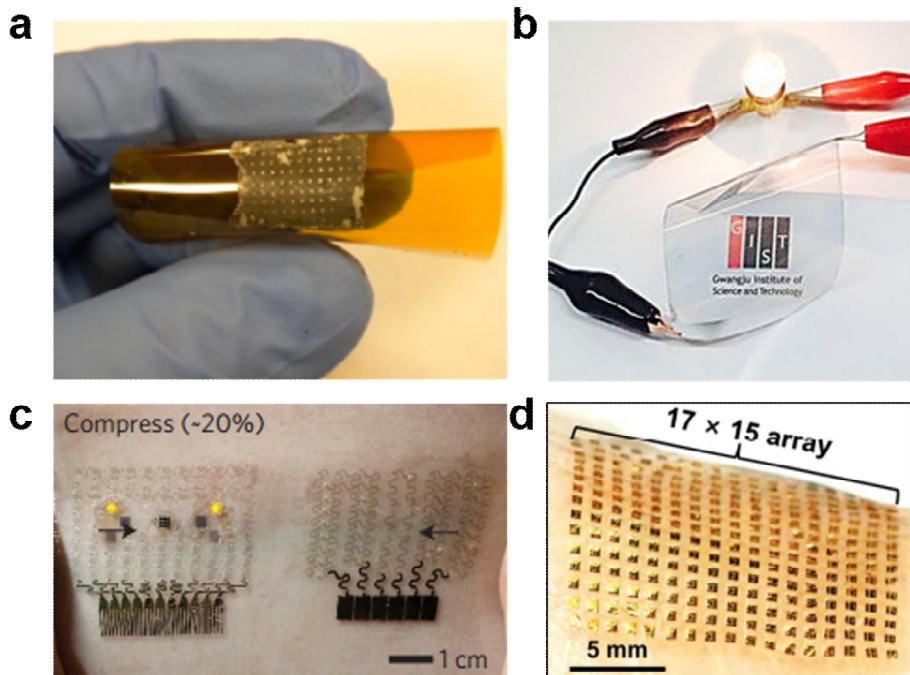 a
b
G
I
S
T
Gwangju Institute of
Science and Technology
c
Compress (~20%)
1 cm
d
17 × 15 array
5 mm